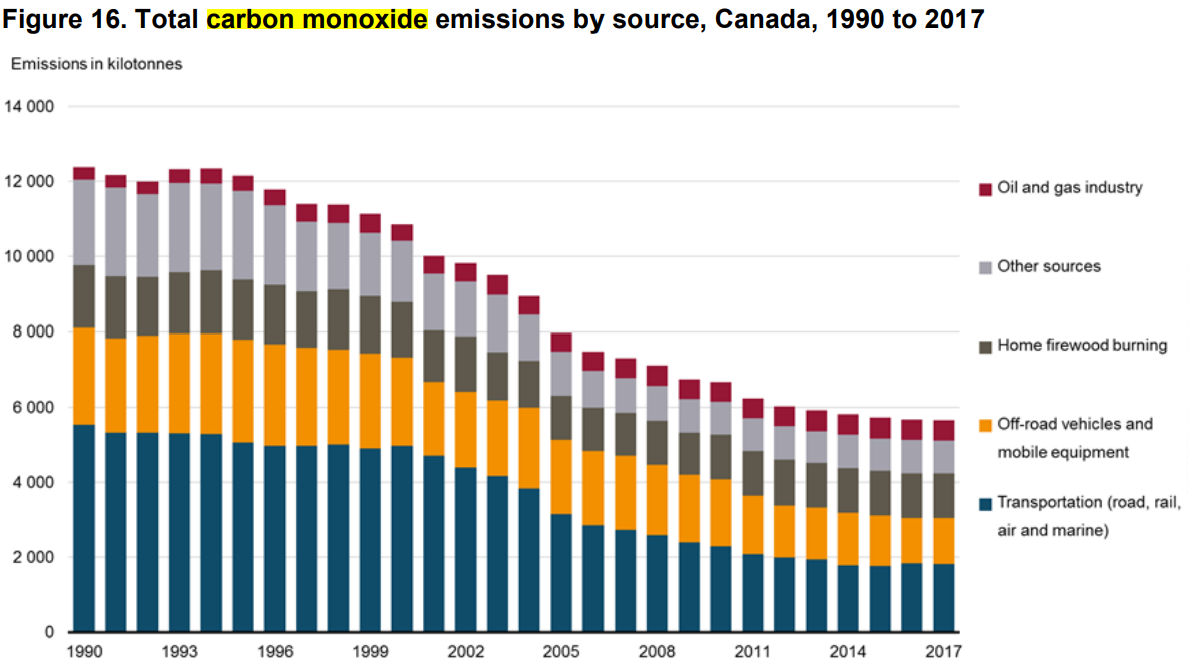 Figure 16. Total carbon monoxide emissions by source, Canada, 1990 to 2017
Emissions in kilotonnes
14 000
12 000
10 000
8 000
6 000
4 000
2 000
0
1990 1993 1996 1999 2002 2005 2008 2011 2014 2017
Oil and gas industry
Other sources
Home firewood burning
Off-road vehicles and
mobile equipment
Transportation (road, rail,
air and marine)